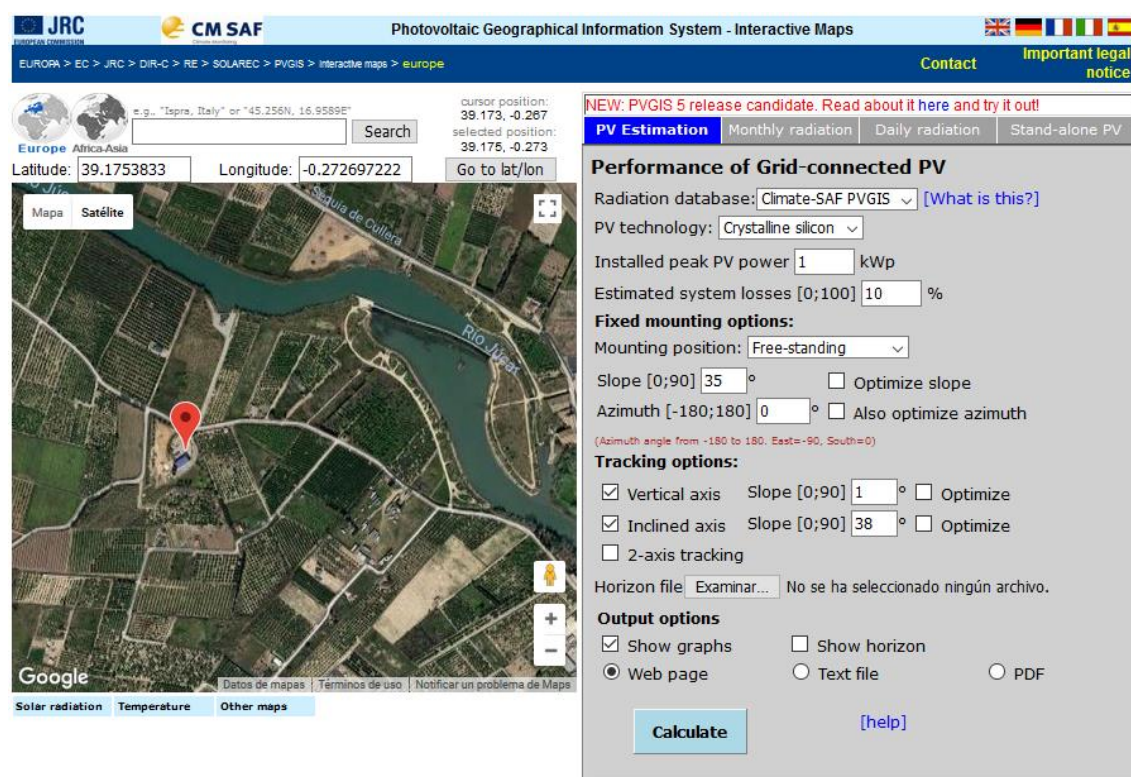 JRC
EUROPEAN COMMISSION
CM SAF
Photovoltaic Geographical Information System - Interactive Maps
EUROPA > EC > JRC > DIR-C > RE > SOLAREC > PVGIS > Interactive maps > europe
Contact
Important legal notice
e.g., "Ispra, Italy" or "45.256N, 16.9589E"
Search
Europe Africa-Asia
cursor position:
39.173, -0.267
selected position:
39.175, -0.273
Latitude: 39.1753833 Longitude: -0.272697222 Go to lat/lon
Mapa Satélite
Río Júcar
Sequia de Cullera
Google
Datos de mapas Términos de uso Notificar un problema de Maps
Solar radiation Temperature Other maps
NEW: PVGIS 5 release candidate. Read about it here and try it out!
PV Estimation Monthly radiation Daily radiation Stand-alone PV
Performance of Grid-connected PV
Radiation database: Climate-SAF PVGIS [What is this?]
PV technology: Crystalline silicon
Installed peak PV power 1 kWp
Estimated system losses [0;100] 10 %
Fixed mounting options:
Mounting position: Free-standing
Slope [0;90] 35 ° Optimize slope
Azimuth [-180;180] 0 ° Also optimize azimuth
(Azimuth angle from -180 to 180. East=-90, South=0)
Tracking options:
Vertical axis Slope [0;90] 1 ° Optimize
Inclined axis Slope [0;90] 38 ° Optimize
2-axis tracking
Horizon file Examinar... No se ha seleccionado ningún archivo.
Output options
Show graphs Show horizon
Web page Text file PDF
Calculate [help]